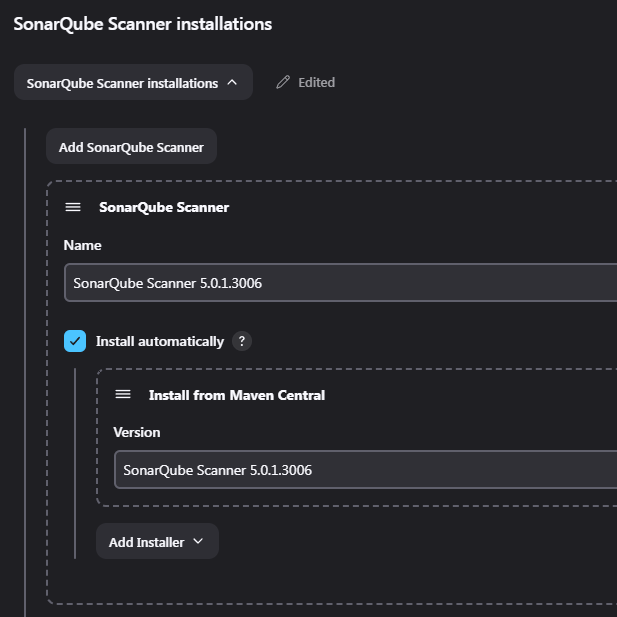 SonarQube Scanner installations
SonarQube Scanner installations
Edited
Add SonarQube Scanner
SonarQube Scanner
Name
SonarQube Scanner 5.0.1.3006
Install automatically ?
Install from Maven Central
Version
SonarQube Scanner 5.0.1.3006
Add Installer